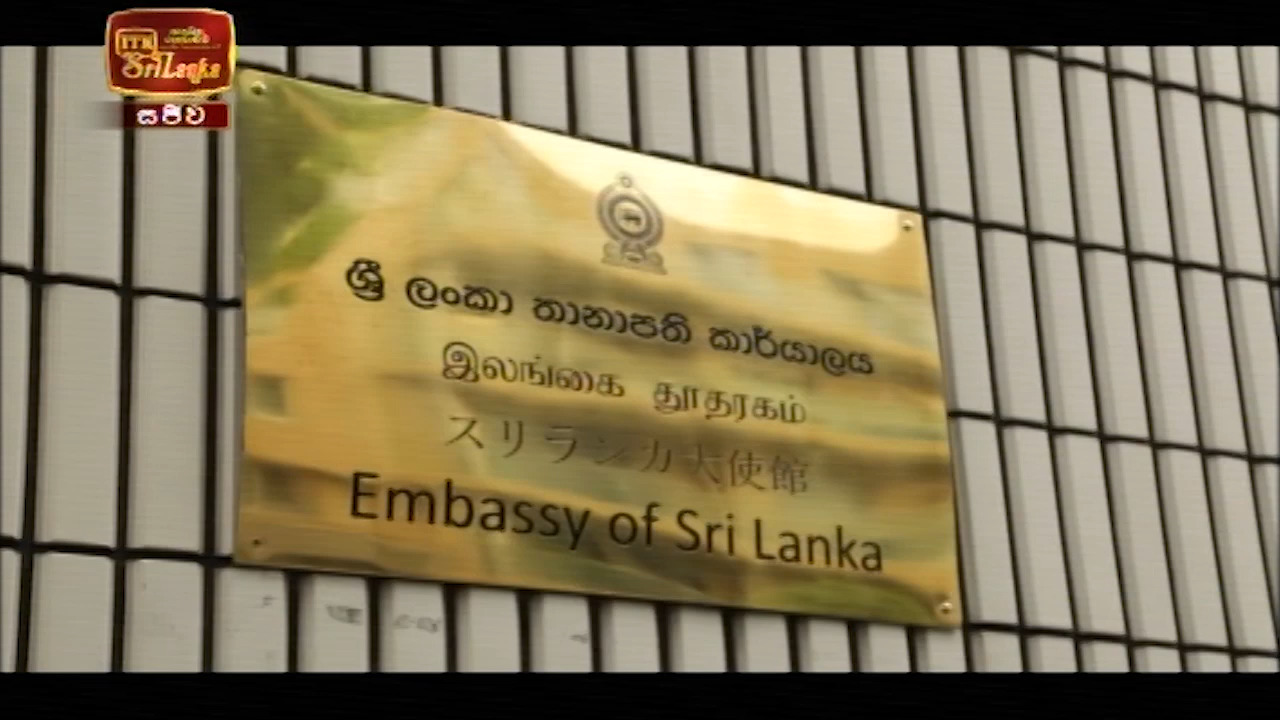 ITN
Sri Lanka
සජීව
ශ්‍රී ලංකා තානාපති කාර්යාලය
இலங்கை தூதரகம்
スリランカ大使館
Embassy of Sri Lanka